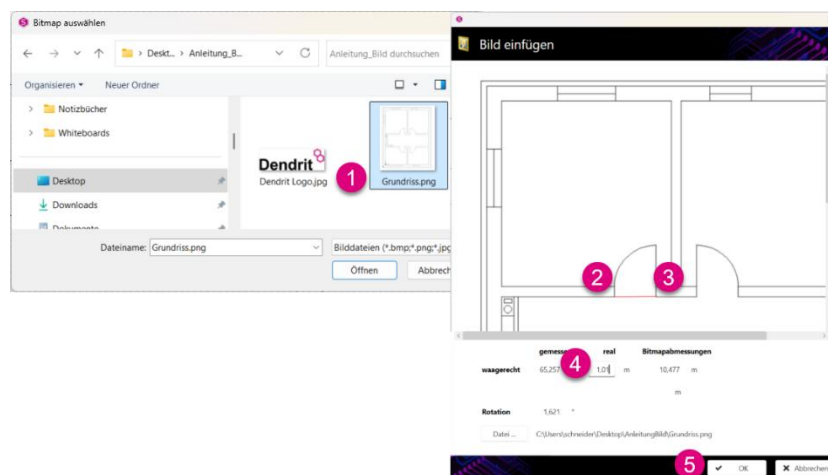 Bitmap auswählen
Deskt... > Anleitung_B...
Anleitung_Bild durchsuchen
Organisieren
Neuer Ordner
Notizbücher
Whiteboards
Desktop
Downloads
Dokumente
Dendrit
Dendrit Logo.jpg
1
Grundriss.png
Dateiname: Grundriss.png
Bilddateien (*.bmp;*.png;*.jpg
Öffnen
Abbrech
Bild einfügen
2
3
gemesse
real
Bitmapabmessungen
4
waagerecht 65,257 1.01 m 10,477 m
m
Rotation 1,621 °
Datei ... C:\Users\schneider\Desktop\AnleitungBild\Grundriss.png
5
OK
Abbrechen